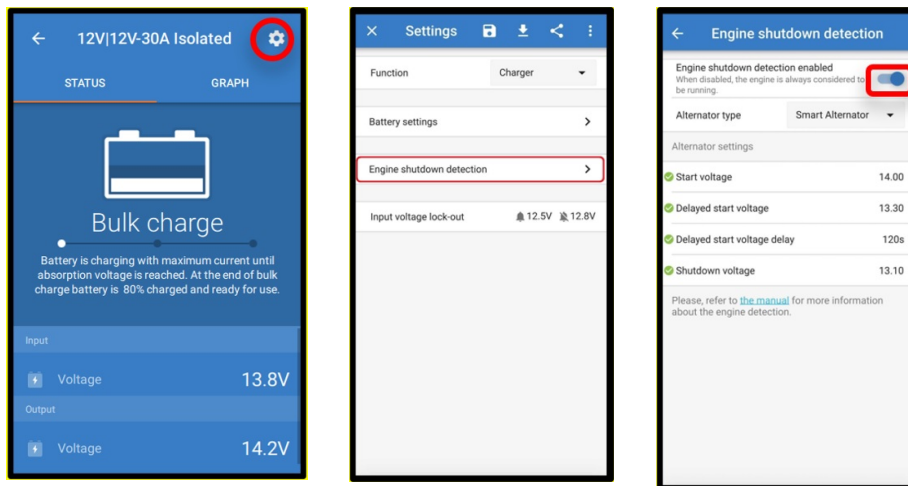 12V|12V-30A Isolated
STATUS
GRAPH
Bulk charge
Battery is charging with maximum current until
absorption voltage is reached. At the end of bulk
charge battery is 80% charged and ready for use.
Input
Voltage 13.8V
Output
Voltage 14.2V
Settings
Function Charger
Battery settings
Engine shutdown detection
Input voltage lock-out 12.5V 12.8V
Engine shutdown detection
Engine shutdown detection enabled
When disabled, the engine is always considered to
be running.
Alternator type Smart Alternator
Alternator settings
Start voltage 14.00
Delayed start voltage 13.30
Delayed start voltage delay 120s
Shutdown voltage 13.10
Please, refer to the manual for more information
about the engine detection.